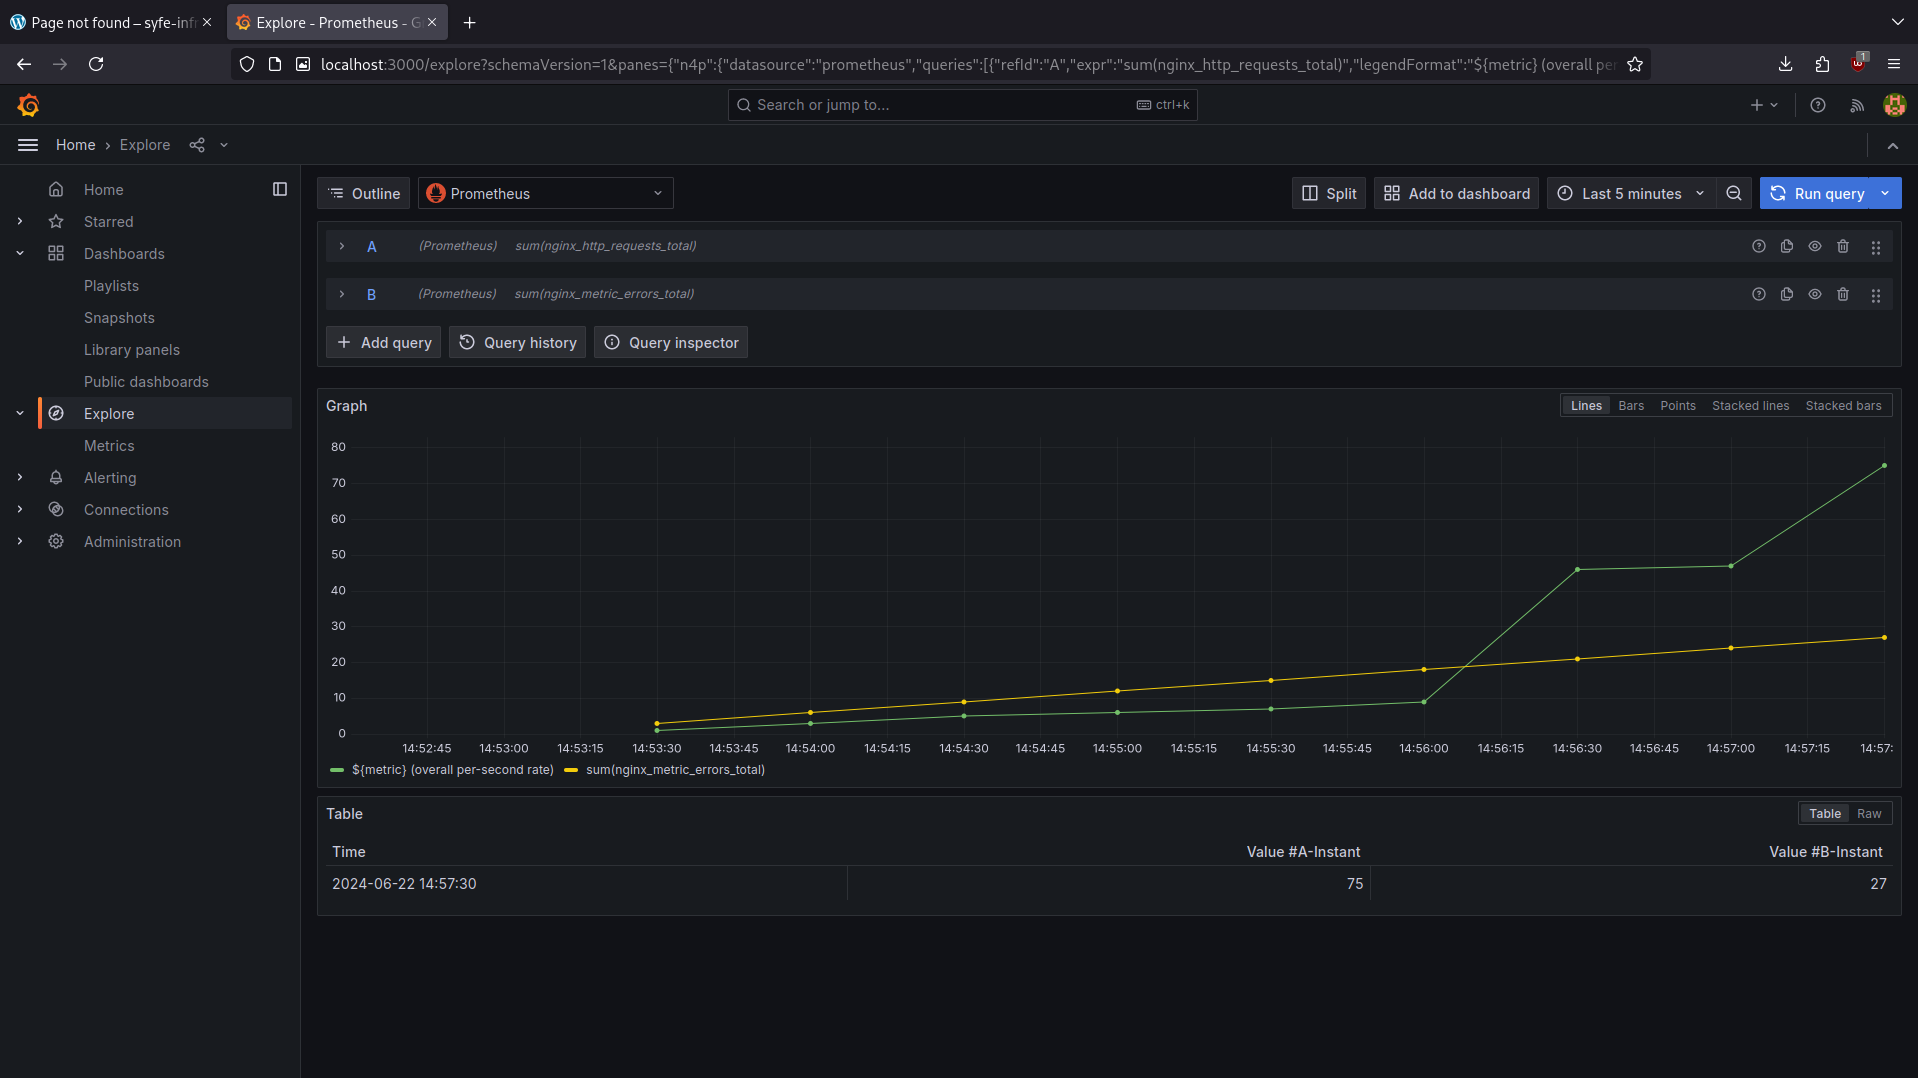 Page not found – syfe-infr
Explore - Prometheus - G
localhost:3000/explore?schemaVersion=1&panes={"n4p":{"datasource":"prometheus","queries":[{"refId":"A","expr":"sum(nginx_http_requests_total)","legendFormat":"${metric} (overall per
1
Search or jump to...
ctrl+k
Home › Explore
Home
Starred
Dashboards
Playlists
Snapshots
Library panels
Public dashboards
Explore
Metrics
Alerting
Connections
Administration
Outline
Prometheus
Split
Add to dashboard
Last 5 minutes
Run query
A (Prometheus) sum(nginx_http_requests_total)
B (Prometheus) sum(nginx_metric_errors_total)
+ Add query
Query history
Query inspector
Graph
Lines Bars Points Stacked lines Stacked bars
80
70
60
50
40
30
20
10
0
14:52:45 14:53:00 14:53:15 14:53:30 14:53:45 14:54:00 14:54:15 14:54:30 14:54:45 14:55:00 14:55:15 14:55:30 14:55:45 14:56:00 14:56:15 14:56:30 14:56:45 14:57:00 14:57:15 14:57:
${metric} (overall per-second rate) sum(nginx_metric_errors_total)
Table
Table Raw
Time Value #A-Instant Value #B-Instant
2024-06-22 14:57:30 75 27